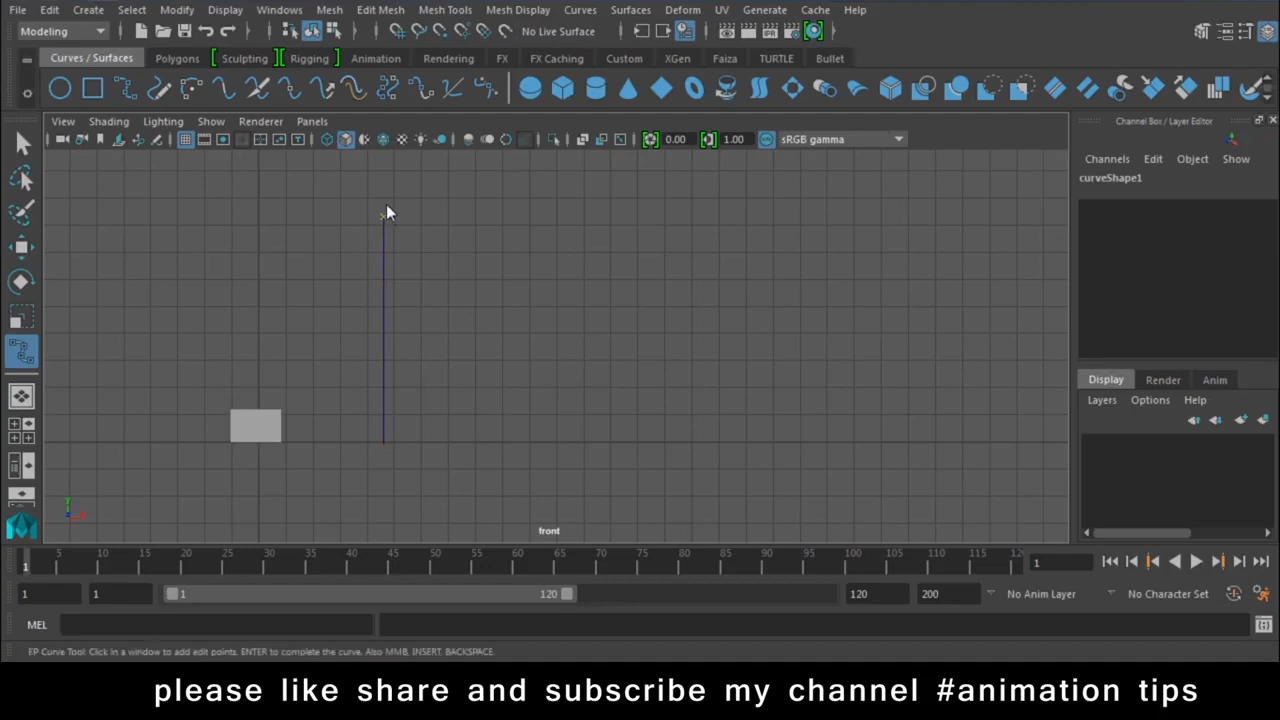 File Edit Create Select Modify Display Windows Mesh Edit Mesh Mesh Tools Mesh Display Curves Surfaces Deform UV Generate Cache Help
Modeling No Live Surface
Curves / Surfaces Polygons Sculpting Rigging Animation Rendering FX FX Caching Custom XGen Faiza TURTLE Bullet
View Shading Lighting Show Renderer Panels
Channel Box / Layer Editor
0.00 1.00 sRGB gamma
Channels Edit Object Show
curveShape1
Display Render Anim
Layers Options Help
y
front
5 10 15 20 25 30 35 40 45 50 55 60 65 70 75 80 85 90 95 100 105 110 115 12
1 1
1 1 1 120 120 200 No Anim Layer No Character Set
MEL
EP Curve Tool: Click in a window to add edit points. ENTER to complete the curve. Also MMB, INSERT, BACKSPACE.
please like share and subscribe my channel #animation tips